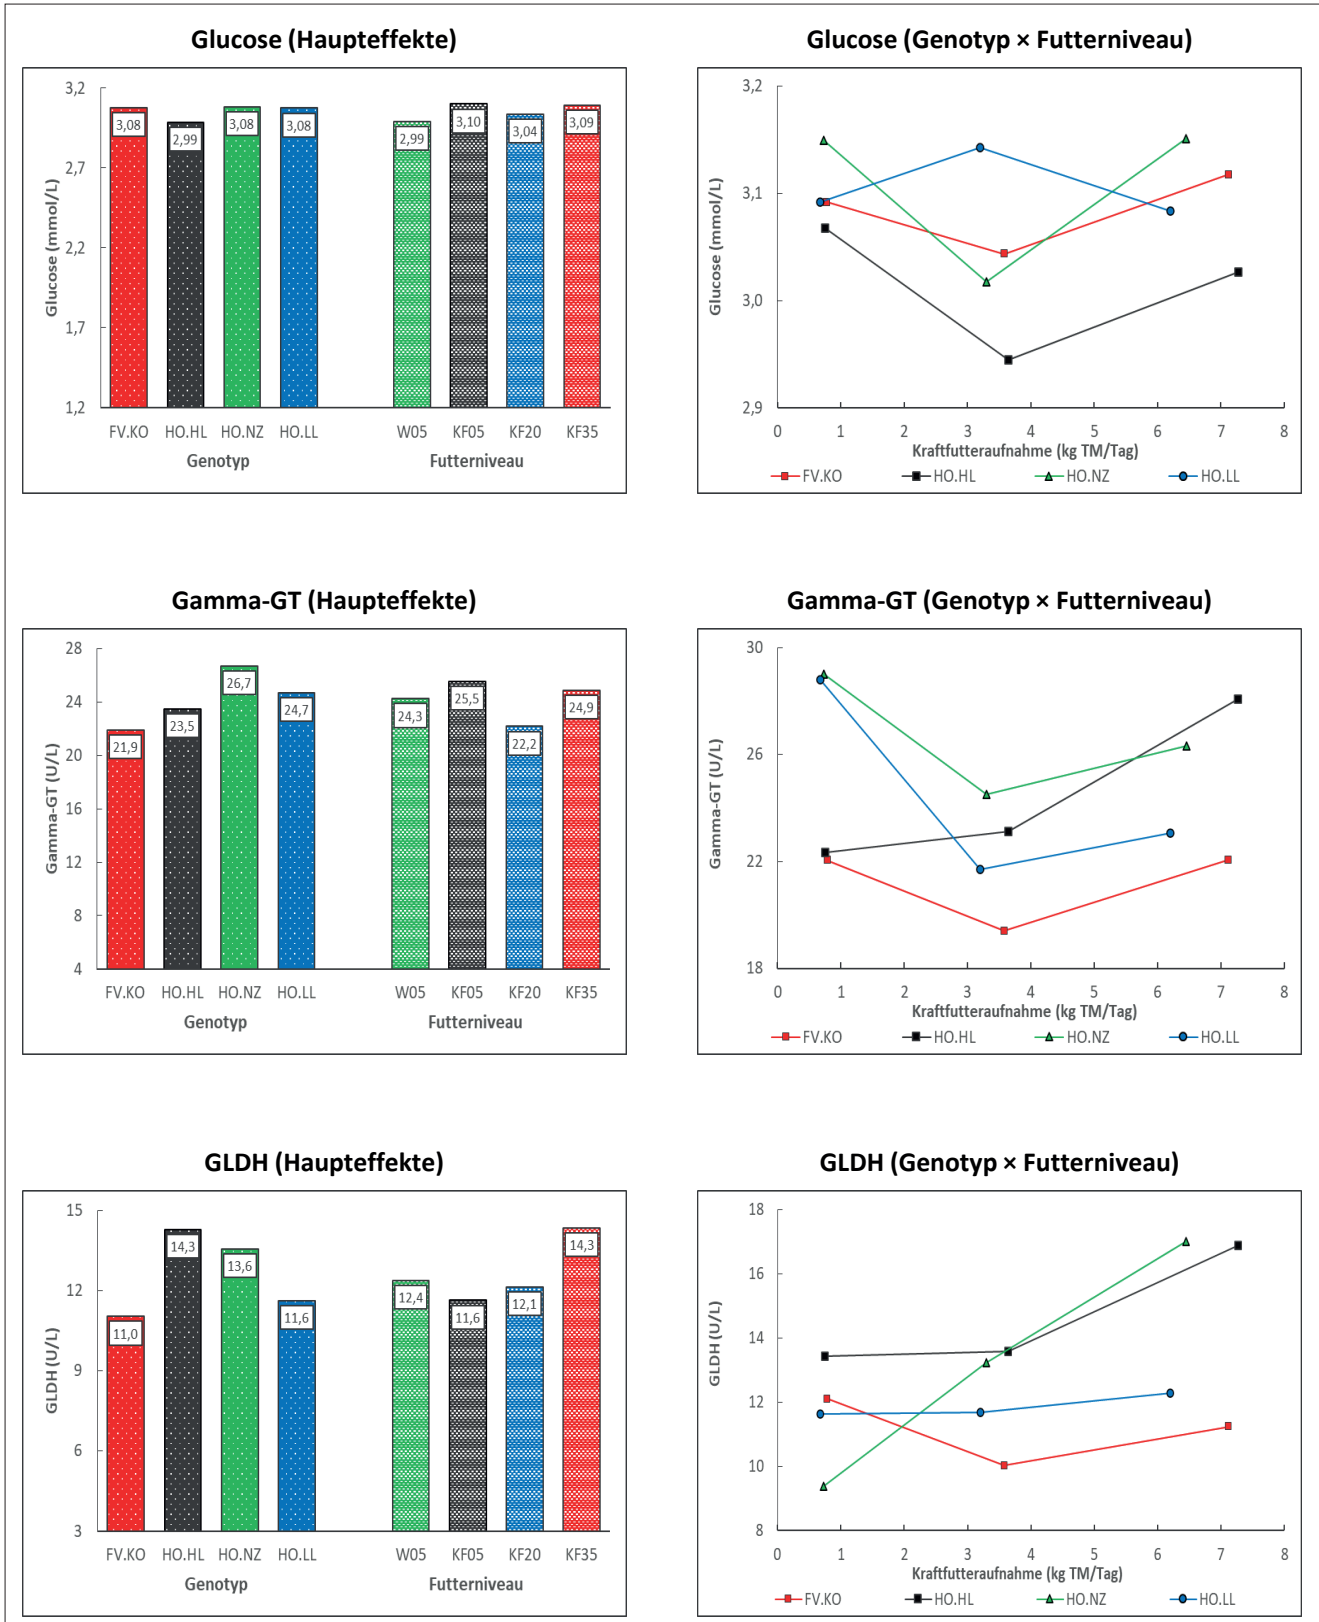 Glucose (Haupteffekte)
3,2
2,7
2,2
1,7
1,2
Glucose (mmol/L)
3,08
2,99
3,08
3,08
2,99
3,10
3,04
3,09
FV.KO HO.HL HO.NZ HO.LL W05 KF05 KF20 KF35
Genotyp Futterniveau
Glucose (Genotyp × Futterniveau)
3,2
3,1
3,0
2,9
Glucose (mmol/L)
0 1 2 3 4 5 6 7 8
Kraftfutteraufnahme (kg TM/Tag)
FV.KO HO.HL HO.NZ HO.LL
Gamma-GT (Haupteffekte)
28
24
20
16
12
8
4
Gamma-GT (U/L)
21,9
23,5
26,7
24,7
24,3
25,5
22,2
24,9
FV.KO HO.HL HO.NZ HO.LL W05 KF05 KF20 KF35
Genotyp Futterniveau
Gamma-GT (Genotyp × Futterniveau)
30
26
22
18
Gamma-GT (U/L)
0 1 2 3 4 5 6 7 8
Kraftfutteraufnahme (kg TM/Tag)
FV.KO HO.HL HO.NZ HO.LL
GLDH (Haupteffekte)
15
12
9
6
3
GLDH (U/L)
11,0
14,3
13,6
11,6
12,4
11,6
12,1
14,3
FV.KO HO.HL HO.NZ HO.LL W05 KF05 KF20 KF35
Genotyp Futterniveau
GLDH (Genotyp × Futterniveau)
18
16
14
12
10
8
GLDH (U/L)
0 1 2 3 4 5 6 7 8
Kraftfutteraufnahme (kg TM/Tag)
FV.KO HO.HL HO.NZ HO.LL